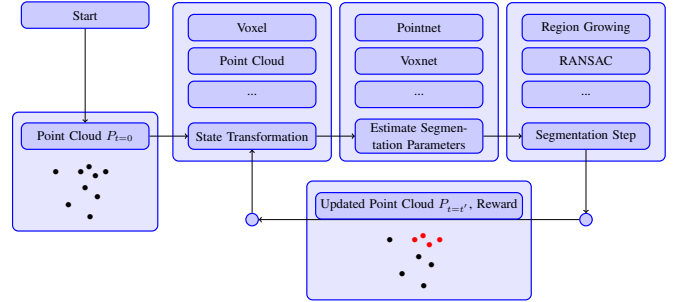 Start
Voxel
Point Cloud
...
State Transformation
Pointnet
Voxnet
...
Estimate Segmen-
tation Parameters
Region Growing
RANSAC
...
Segmentation Step
Point Cloud P_{t=0}
Updated Point Cloud P_{t=t'}, Reward